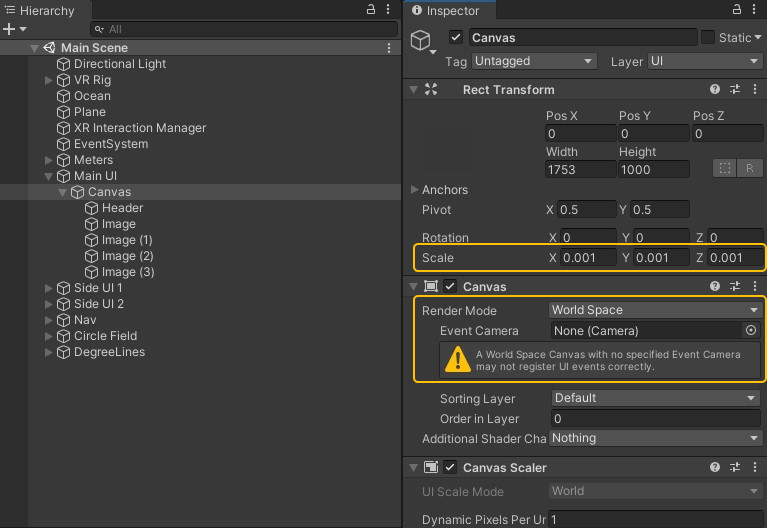 Hierarchy
All
Main Scene
Directional Light
VR Rig
Ocean
Plane
XR Interaction Manager
EventSystem
Meters
Main UI
Canvas
Header
Image
Image (1)
Image (2)
Image (3)
Side UI 1
Side UI 2
Nav
Circle Field
DegreeLines
Inspector
Canvas Static
Tag Untagged Layer UI
Rect Transform
Pos X Pos Y Pos Z
0 0 0
Width Height
1753 1000 R
Anchors
Pivot X 0.5 Y 0.5
Rotation X 0 Y 0 Z 0
Scale X 0.001 Y 0.001 Z 0.001
Canvas
Render Mode World Space
Event Camera None (Camera)
A World Space Canvas with no specified Event Camera
may not register UI events correctly.
Sorting Layer Default
Order in Layer 0
Additional Shader Cha Nothing
Canvas Scaler
UI Scale Mode World
Dynamic Pixels Per Ur 1